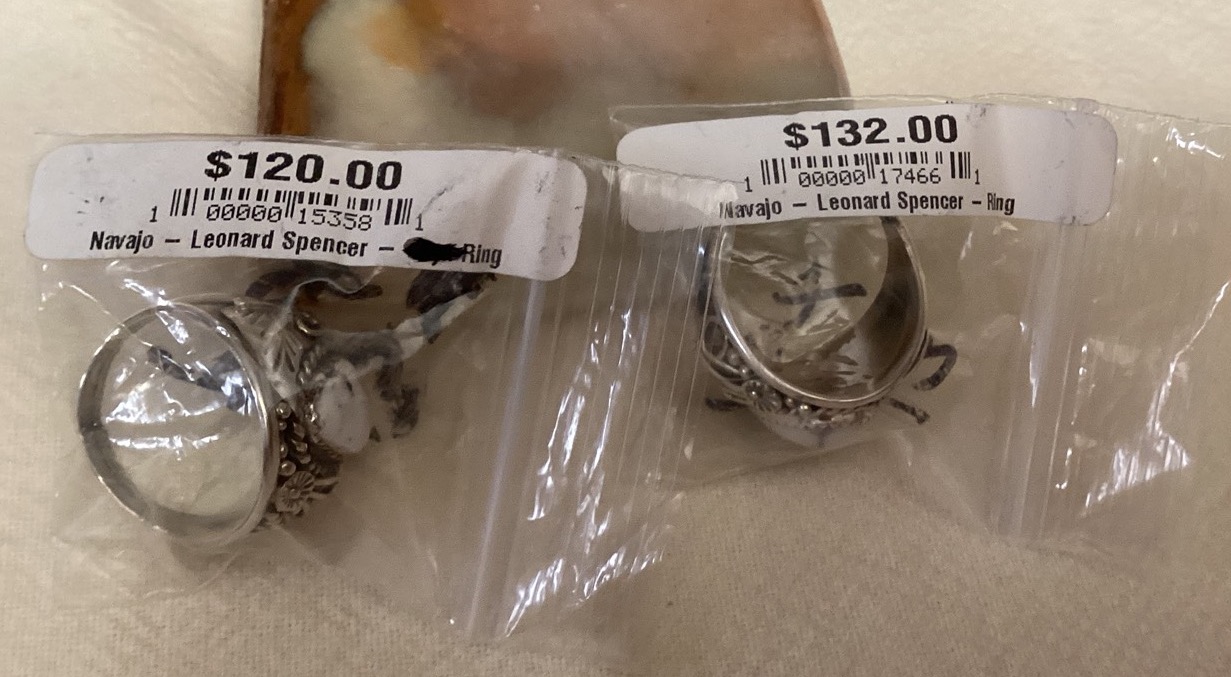 $120.00
1 00000 15358 1
Navajo – Leonard Spencer – Ring
$132.00
1 00000 17466 1
Navajo – Leonard Spencer – Ring